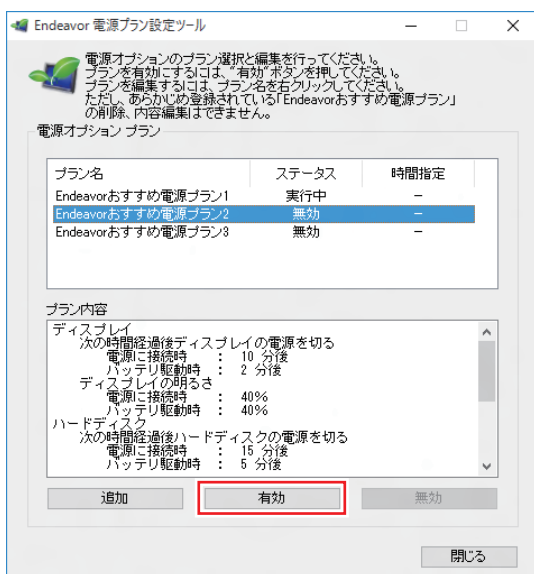 Endeavor 電源プラン設定ツール
電源オプションのプラン選択と編集を行ってください。
プランを有効にするには、"有効"ボタンを押してください。
プランを編集するには、プラン名を右クリックしてください。
ただし、あらかじめ登録されている「Endeavorおすすめ電源プラン」
の削除、内容編集はできません。
電源オプション プラン
プラン名 ステータス 時間指定
Endeavorおすすめ電源プラン1 実行中 −
Endeavorおすすめ電源プラン2 無効 −
Endeavorおすすめ電源プラン3 無効 −
プラン内容
ディスプレイ
次の時間経過後ディスプレイの電源を切る
電源に接続時 : 10 分後
バッテリ駆動時 : 2 分後
ディスプレイの明るさ
電源に接続時 : 40%
バッテリ駆動時 : 40%
ハードディスク
次の時間経過後ハードディスクの電源を切る
電源に接続時 : 15 分後
バッテリ駆動時 : 5 分後
追加 有効 無効
閉じる